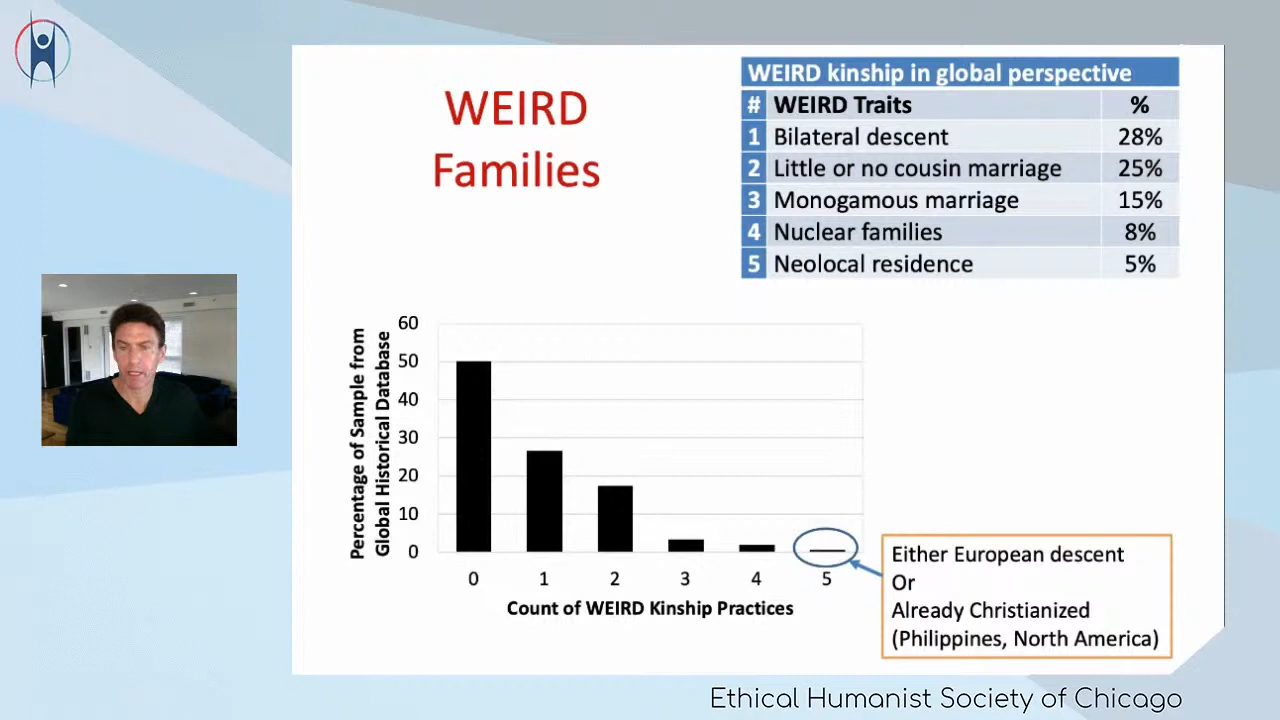 WEIRD
Families
WEIRD kinship in global perspective
# WEIRD Traits %
1 Bilateral descent 28%
2 Little or no cousin marriage 25%
3 Monogamous marriage 15%
4 Nuclear families 8%
5 Neolocal residence 5%
Percentage of Sample from
Global Historical Database
60
50
40
30
20
10
0
0 1 2 3 4 5
Count of WEIRD Kinship Practices
Either European descent
Or
Already Christianized
(Philippines, North America)
Ethical Humanist Society of Chicago